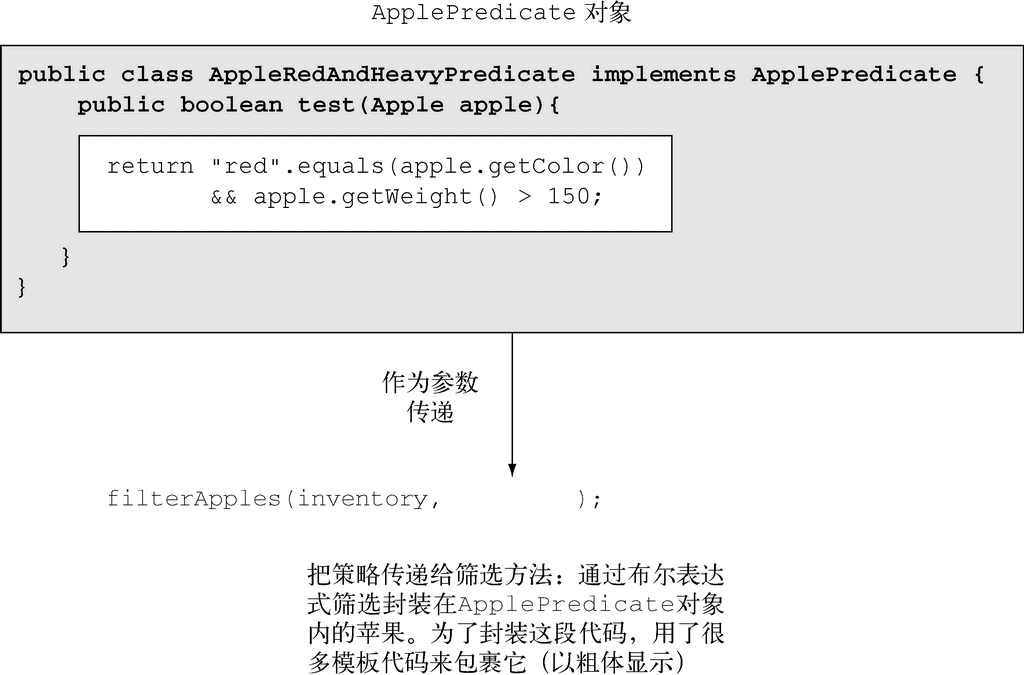 ApplePredicate 对象
public class AppleRedAndHeavyPredicate implements ApplePredicate {
public boolean test(Apple apple){
return "red".equals(apple.getColor())
&& apple.getWeight() > 150;
}
}
作为参数
传递
filterApples(inventory, );
把策略传递给筛选方法：通过布尔表达
式筛选封装在ApplePredicate对象
内的苹果。为了封装这段代码，用了很
多模板代码来包裹它（以粗体显示）